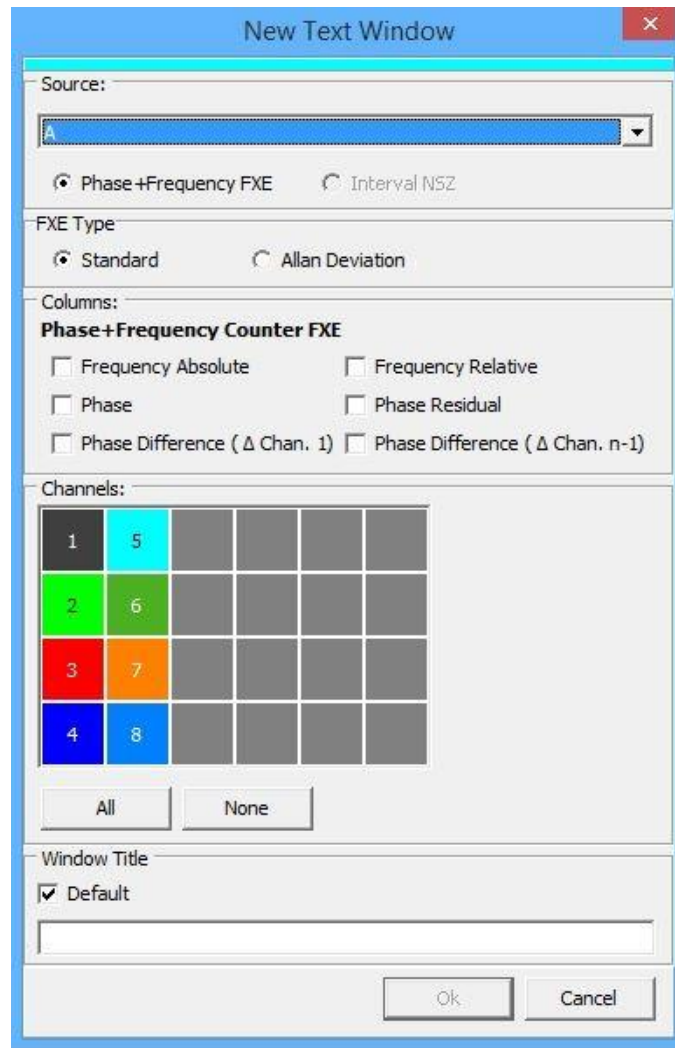 New Text Window
Source:
A
Phase+Frequency FXE Interval NSZ
FXE Type
Standard Allan Deviation
Columns:
Phase+Frequency Counter FXE
Frequency Absolute Frequency Relative
Phase Phase Residual
Phase Difference ( Δ Chan. 1) Phase Difference ( Δ Chan. n-1)
Channels:
1 5
2 6
3 7
4 8
All None
Window Title
Default
Ok Cancel